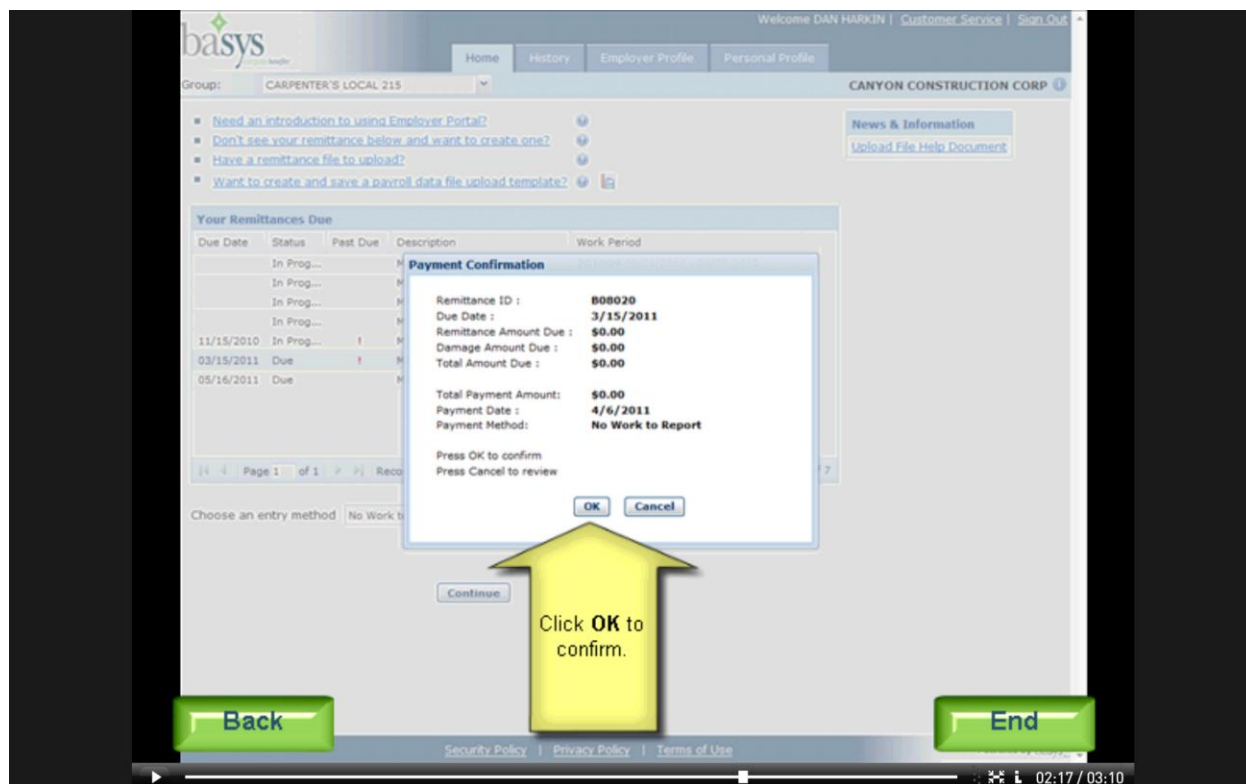 Welcome DAN HARKIN | Customer Service | Sign Out
basys
Home History Employer Profile Personal Profile
Group: CARPENTER'S LOCAL 215
CANYON CONSTRUCTION CORP
Need an introduction to using Employer Portal?
Don't see your remittance below and want to create one?
Have a remittance file to upload?
Want to create and save a payroll data file upload template?
News & Information
Upload File Help Document
Your Remittances Due
Due Date Status Past Due Description Work Period
In Prog... M
In Prog... M
In Prog... M
In Prog... M
11/15/2010 In Prog... ! M
03/15/2011 Due ! M
05/16/2011 Due M
Page 1 of 1 Reco
7
Payment Confirmation
Remittance ID : B08020
Due Date : 3/15/2011
Remittance Amount Due : $0.00
Damage Amount Due : $0.00
Total Amount Due : $0.00
Total Payment Amount: $0.00
Payment Date : 4/6/2011
Payment Method: No Work to Report
Press OK to confirm
Press Cancel to review
OK Cancel
Choose an entry method No Work t
Continue
Click OK to
confirm.
Back
End
Security Policy | Privacy Policy | Terms of Use
02:17 / 03:10